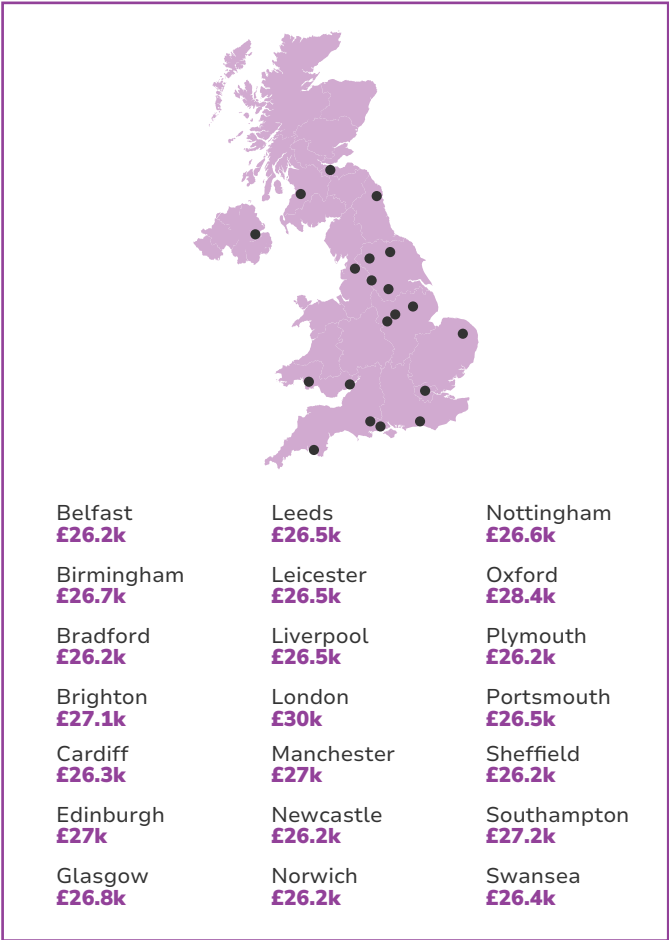 Belfast
£26.2k
Birmingham
£26.7k
Bradford
£26.2k
Brighton
£27.1k
Cardiff
£26.3k
Edinburgh
£27k
Glasgow
£26.8k
Leeds
£26.5k
Leicester
£26.5k
Liverpool
£26.5k
London
£30k
Manchester
£27k
Newcastle
£26.2k
Norwich
£26.2k
Nottingham
£26.6k
Oxford
£28.4k
Plymouth
£26.2k
Portsmouth
£26.5k
Sheffield
£26.2k
Southampton
£27.2k
Swansea
£26.4k